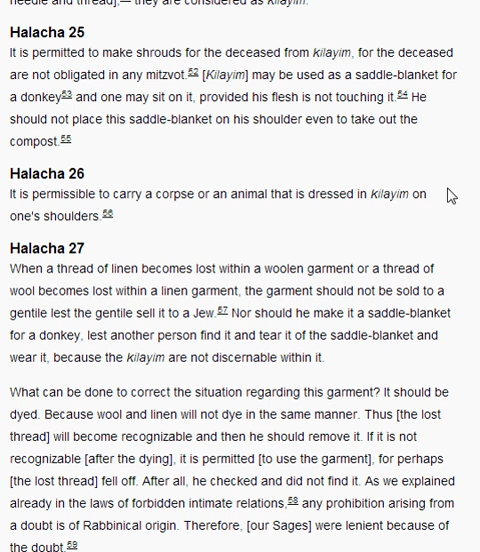 needle and thread],— they are considered as kilayim.
Halacha 25
It is permitted to make shrouds for the deceased from kilayim, for the deceased
are not obligated in any mitzvot.52 [Kilayim] may be used as a saddle-blanket for
a donkey53 and one may sit on it, provided his flesh is not touching it.54 He
should not place this saddle-blanket on his shoulder even to take out the
compost.55
Halacha 26
It is permissible to carry a corpse or an animal that is dressed in kilayim on
one's shoulders.56
Halacha 27
When a thread of linen becomes lost within a woolen garment or a thread of
wool becomes lost within a linen garment, the garment should not be sold to a
gentile lest the gentile sell it to a Jew.57 Nor should he make it a saddle-blanket
for a donkey, lest another person find it and tear it of the saddle-blanket and
wear it, because the kilayim are not discernable within it.
What can be done to correct the situation regarding this garment? It should be
dyed. Because wool and linen will not dye in the same manner. Thus [the lost
thread] will become recognizable and then he should remove it. If it is not
recognizable [after the dying], it is permitted [to use the garment], for perhaps
[the lost thread] fell off. After all, he checked and did not find it. As we explained
already in the laws of forbidden intimate relations,58 any prohibition arising from
a doubt is of Rabbinical origin. Therefore, [our Sages] were lenient because of
the doubt.59